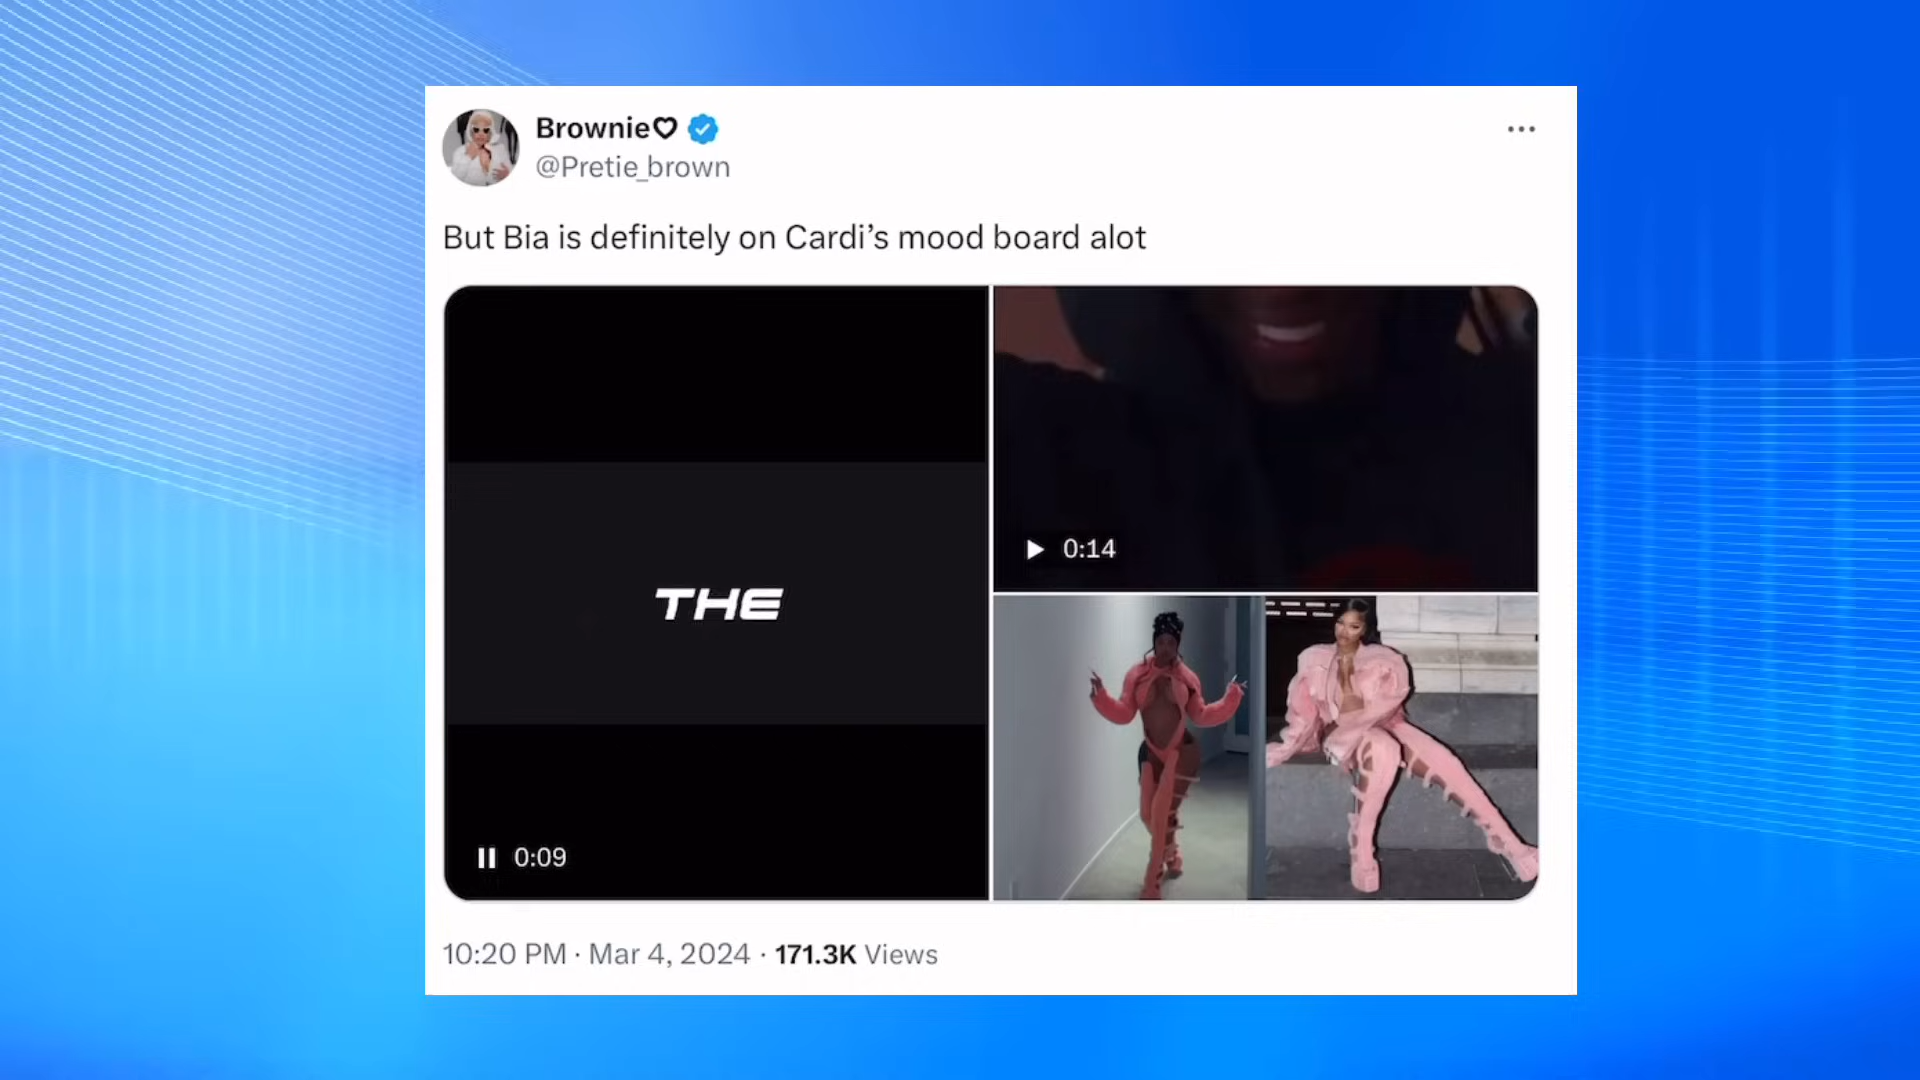 Brownie♡
@Pretie_brown
But Bia is definitely on Cardi’s mood board alot
THE
0:14
0:09
10:20 PM · Mar 4, 2024 · 171.3K Views